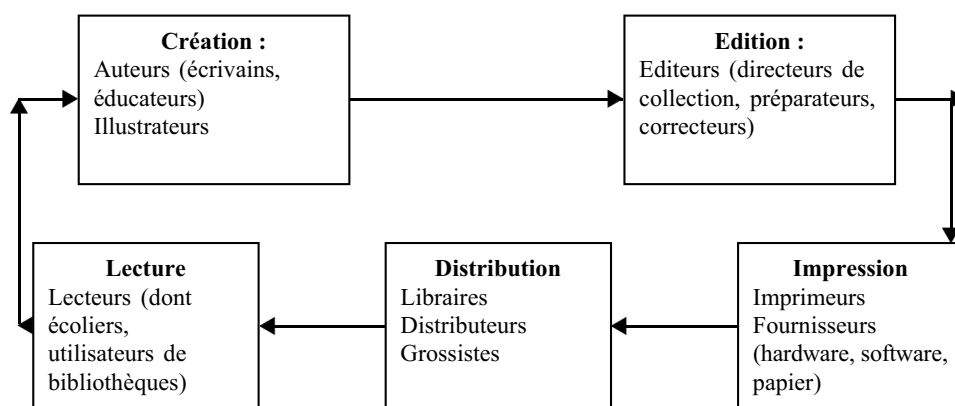 Création :
Auteurs (écrivains,
éducateurs)
Illustrateurs
Edition :
Editeurs (directeurs de
collection, préparateurs,
correcteurs)
Lecture
Lecteurs (dont
écoliers,
utilisateurs de
bibliothèques)
Distribution
Libraires
Distributeurs
Grossistes
Impression
Imprimeurs
Fournisseurs
(hardware, software,
papier)